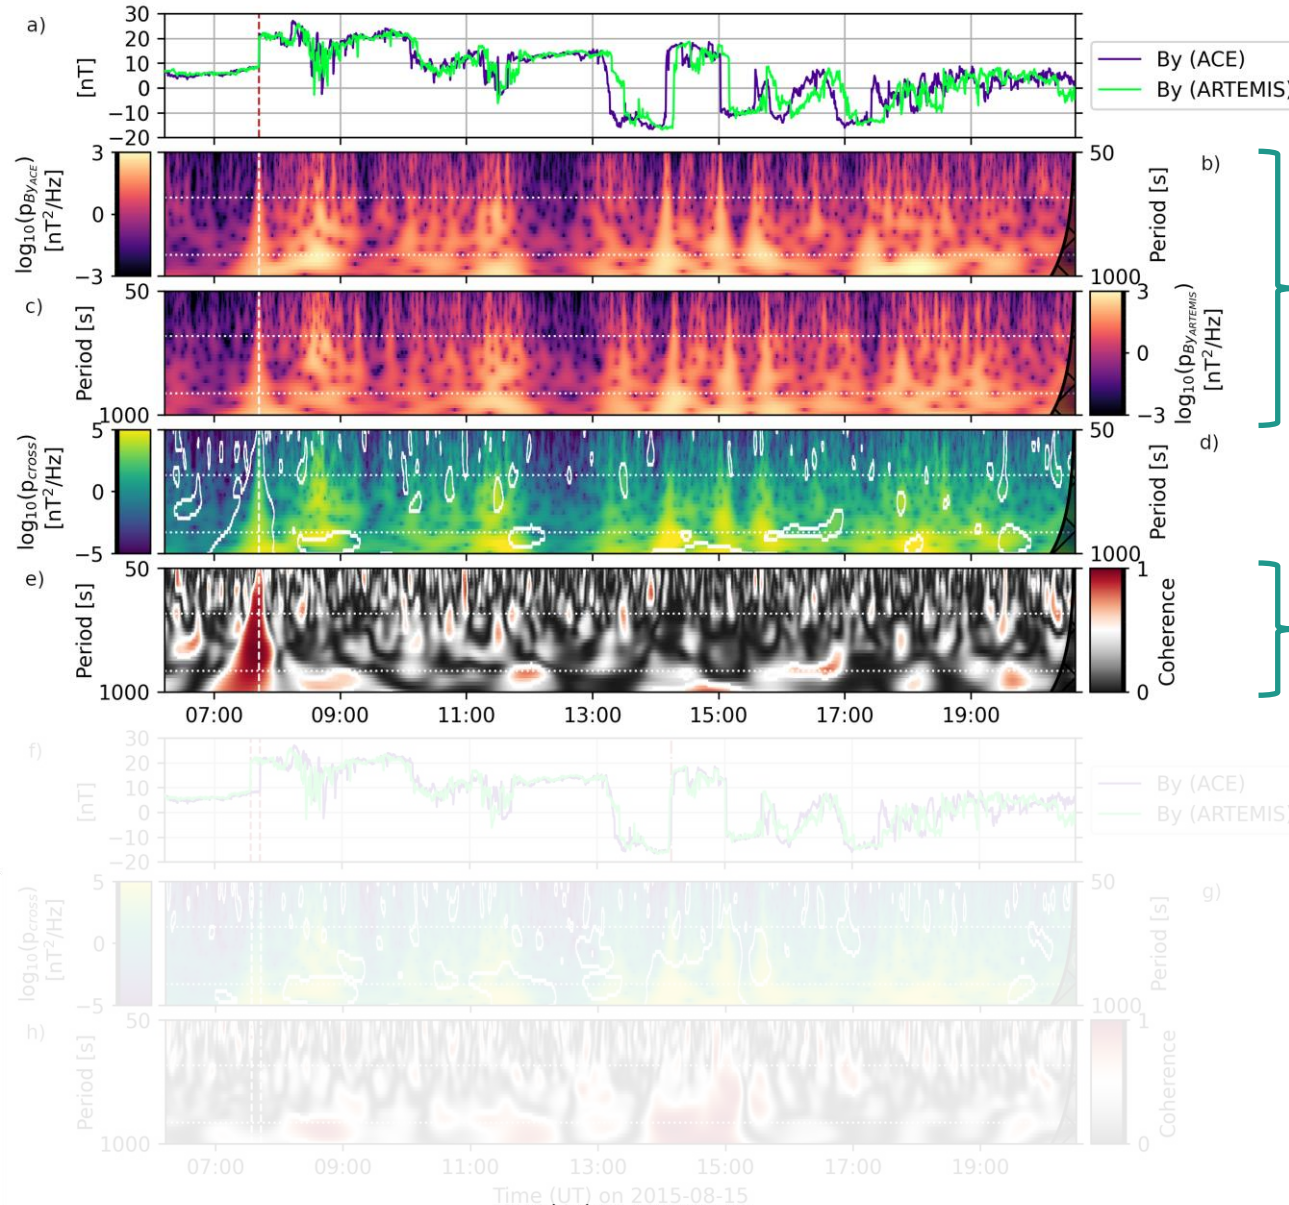 a)
30
20
10
0
−10
−20
[nT]
By (ACE)
By (ARTEMIS)
b)
3
0
−3
log10(pByACE)
[nT²/Hz]
50
1000
Period [s]
c)
50
1000
Period [s]
3
0
−3
log10(pByARTEMIS)
[nT²/Hz]
d)
5
0
−5
log10(pcross)
[nT²/Hz]
50
1000
Period [s]
e)
50
1000
Period [s]
1
0
Coherence
07:00 09:00 11:00 13:00 15:00 17:00 19:00
f)
30
20
10
0
−10
−20
[nT]
By (ACE)
By (ARTEMIS)
g)
5
0
−5
log10(pcross)
[nT²/Hz]
50
1000
Period [s]
h)
50
1000
Period [s]
1
0
Coherence
07:00 09:00 11:00 13:00 15:00 17:00 19:00
Time (UT) on 2015-08-15